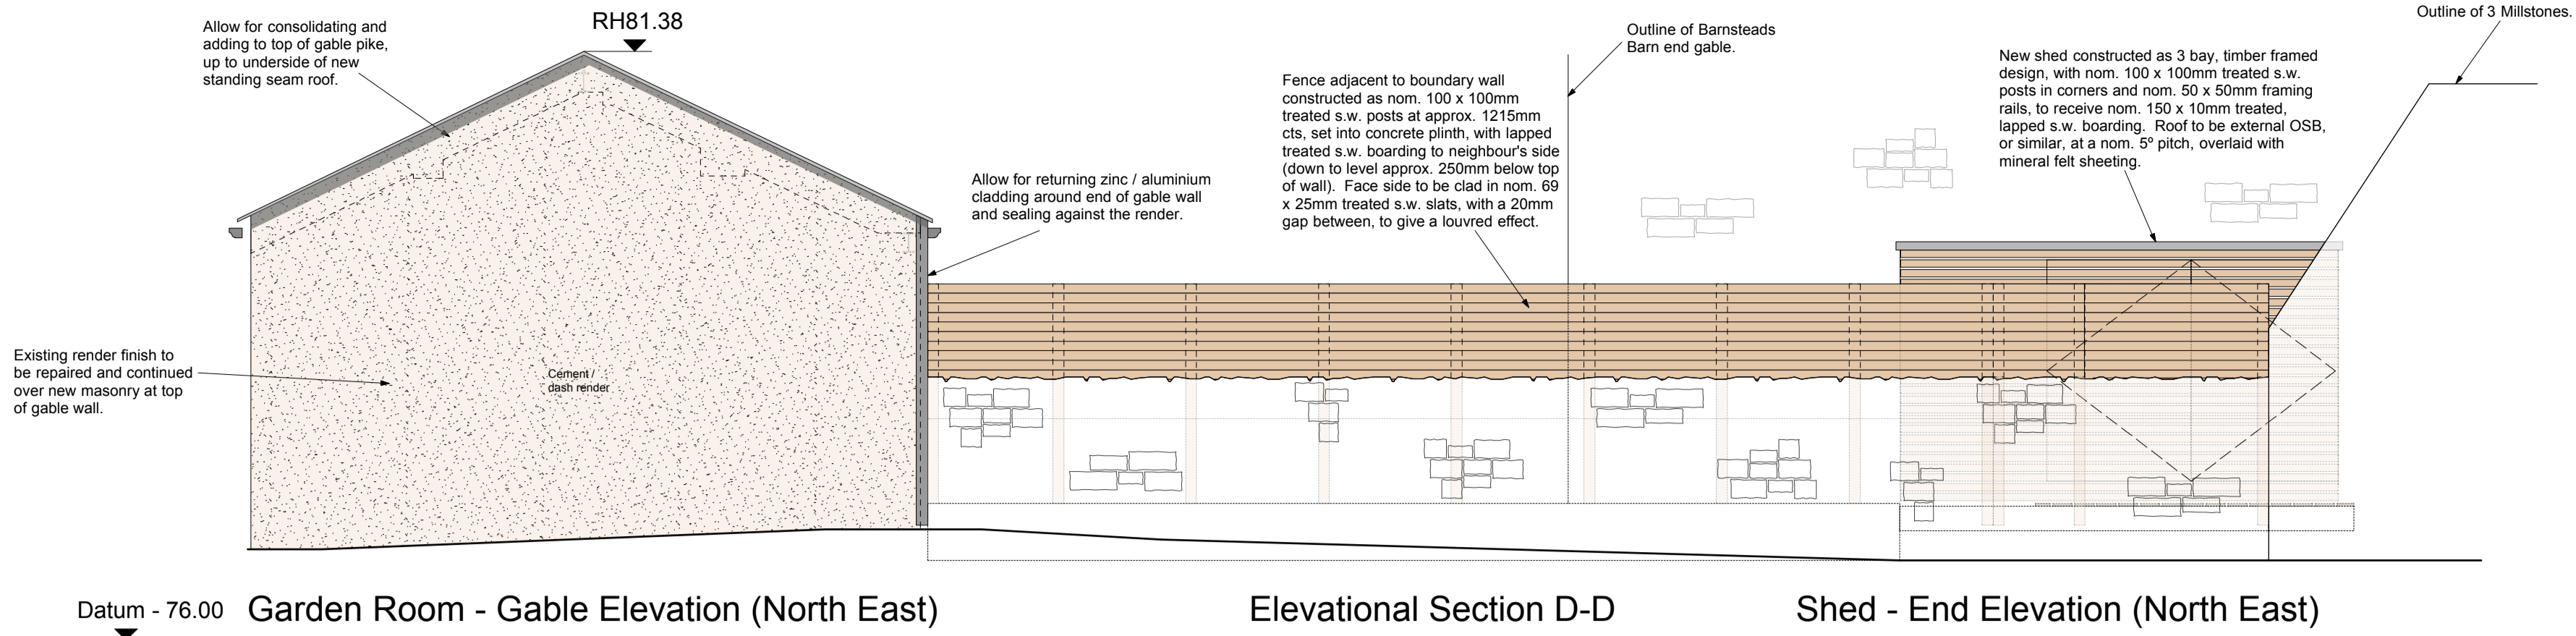 Allow for consolidating and
adding to top of gable pike,
up to underside of new
standing seam roof.
RH81.38
Outline of Barnsteads
Barn end gable.
Outline of 3 Millstones.
New shed constructed as 3 bay, timber framed
design, with nom. 100 x 100mm treated s.w.
posts in corners and nom. 50 x 50mm framing
rails, to receive nom. 150 x 10mm treated,
lapped s.w. boarding.  Roof to be external OSB,
or similar, at a nom. 5º pitch, overlaid with
mineral felt sheeting.
Fence adjacent to boundary wall
constructed as nom. 100 x 100mm
treated s.w. posts at approx. 1215mm
cts, set into concrete plinth, with lapped
treated s.w. boarding to neighbour's side
(down to level approx. 250mm below top
of wall).  Face side to be clad in nom. 69
x 25mm treated s.w. slats, with a 20mm
gap between, to give a louvred effect.
Allow for returning zinc / aluminium
cladding around end of gable wall
and sealing against the render.
Existing render finish to
be repaired and continued
over new masonry at top
of gable wall.
Cement /
dash render
Datum - 76.00
Garden Room - Gable Elevation (North East)
Elevational Section D-D
Shed - End Elevation (North East)